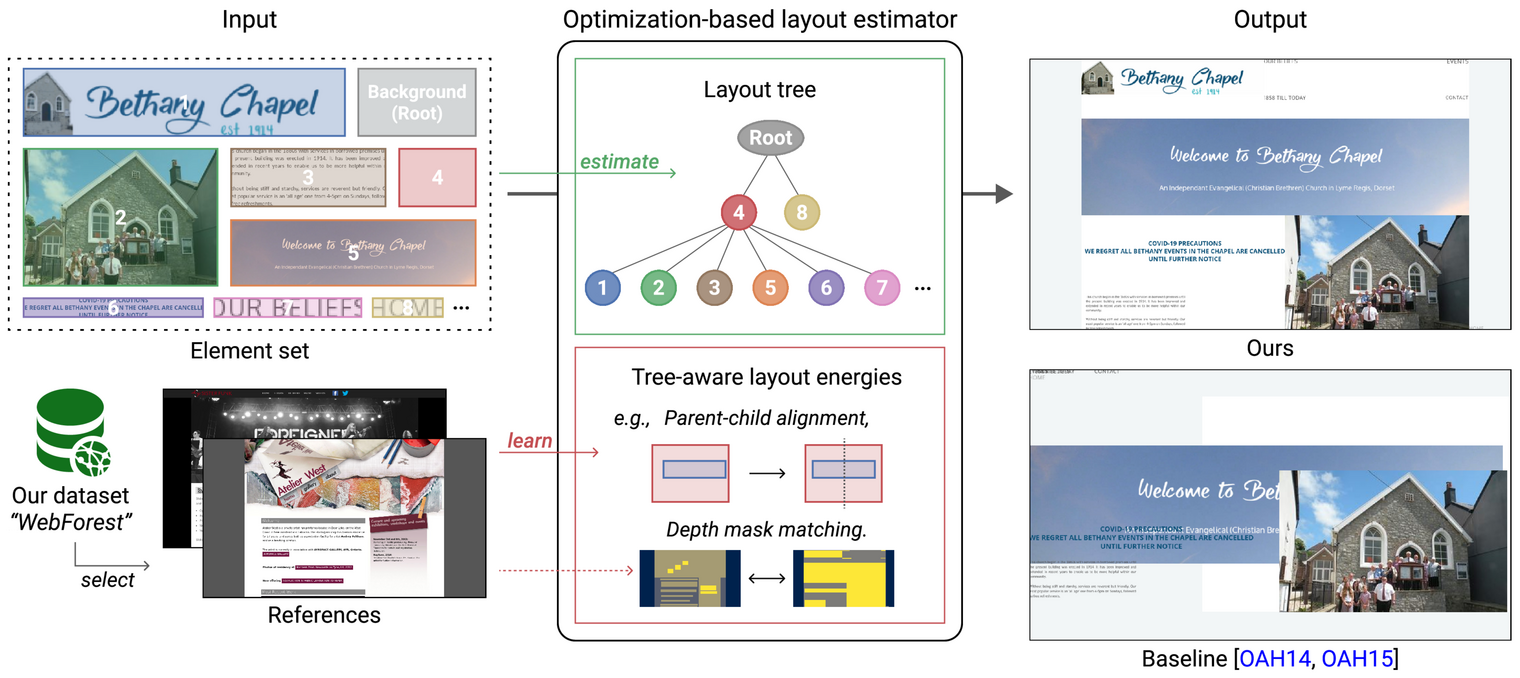 Input
Optimization-based layout estimator
Output
Bethany Chapel
est 1914
1
Background
(Root)
2
3
4
Welcome to Bethany Chapel
An Independant Evangelical (Christian Brethren) Church in Lyme Regis, Dorset
5
COVID-19 PRECAUTIONS
WE REGRET ALL BETHANY EVENTS IN THE CHAPEL ARE CANCELLED
6
OUR BELIEFS
7
HOME
8
...
Element set
Our dataset
“WebForest”
select
FOREIGNER
Atelier West
References
estimate
learn
Layout tree
Root
4
8
1
2
3
5
6
7
...
Tree-aware layout energies
e.g., Parent-child alignment,
Depth mask matching.
Bethany Chapel
est 1914
EVENTS
1858 TILL TODAY
CONTACT
Welcome to Bethany Chapel
An Independant Evangelical (Christian Brethren) Church in Lyme Regis, Dorset
COVID-19 PRECAUTIONS
WE REGRET ALL BETHANY EVENTS IN THE CHAPEL ARE CANCELLED
UNTIL FURTHER NOTICE
Ours
CONTACT
Welcome to Bet
COVID-19 PRECAUTIONS
Evangelical (Christian Bre
WE REGRET ALL BETHANY EVENTS IN THE CHAPEL ARE CANCELLED
UNTIL FURTHER NOTICE
Baseline [OAH14, OAH15]